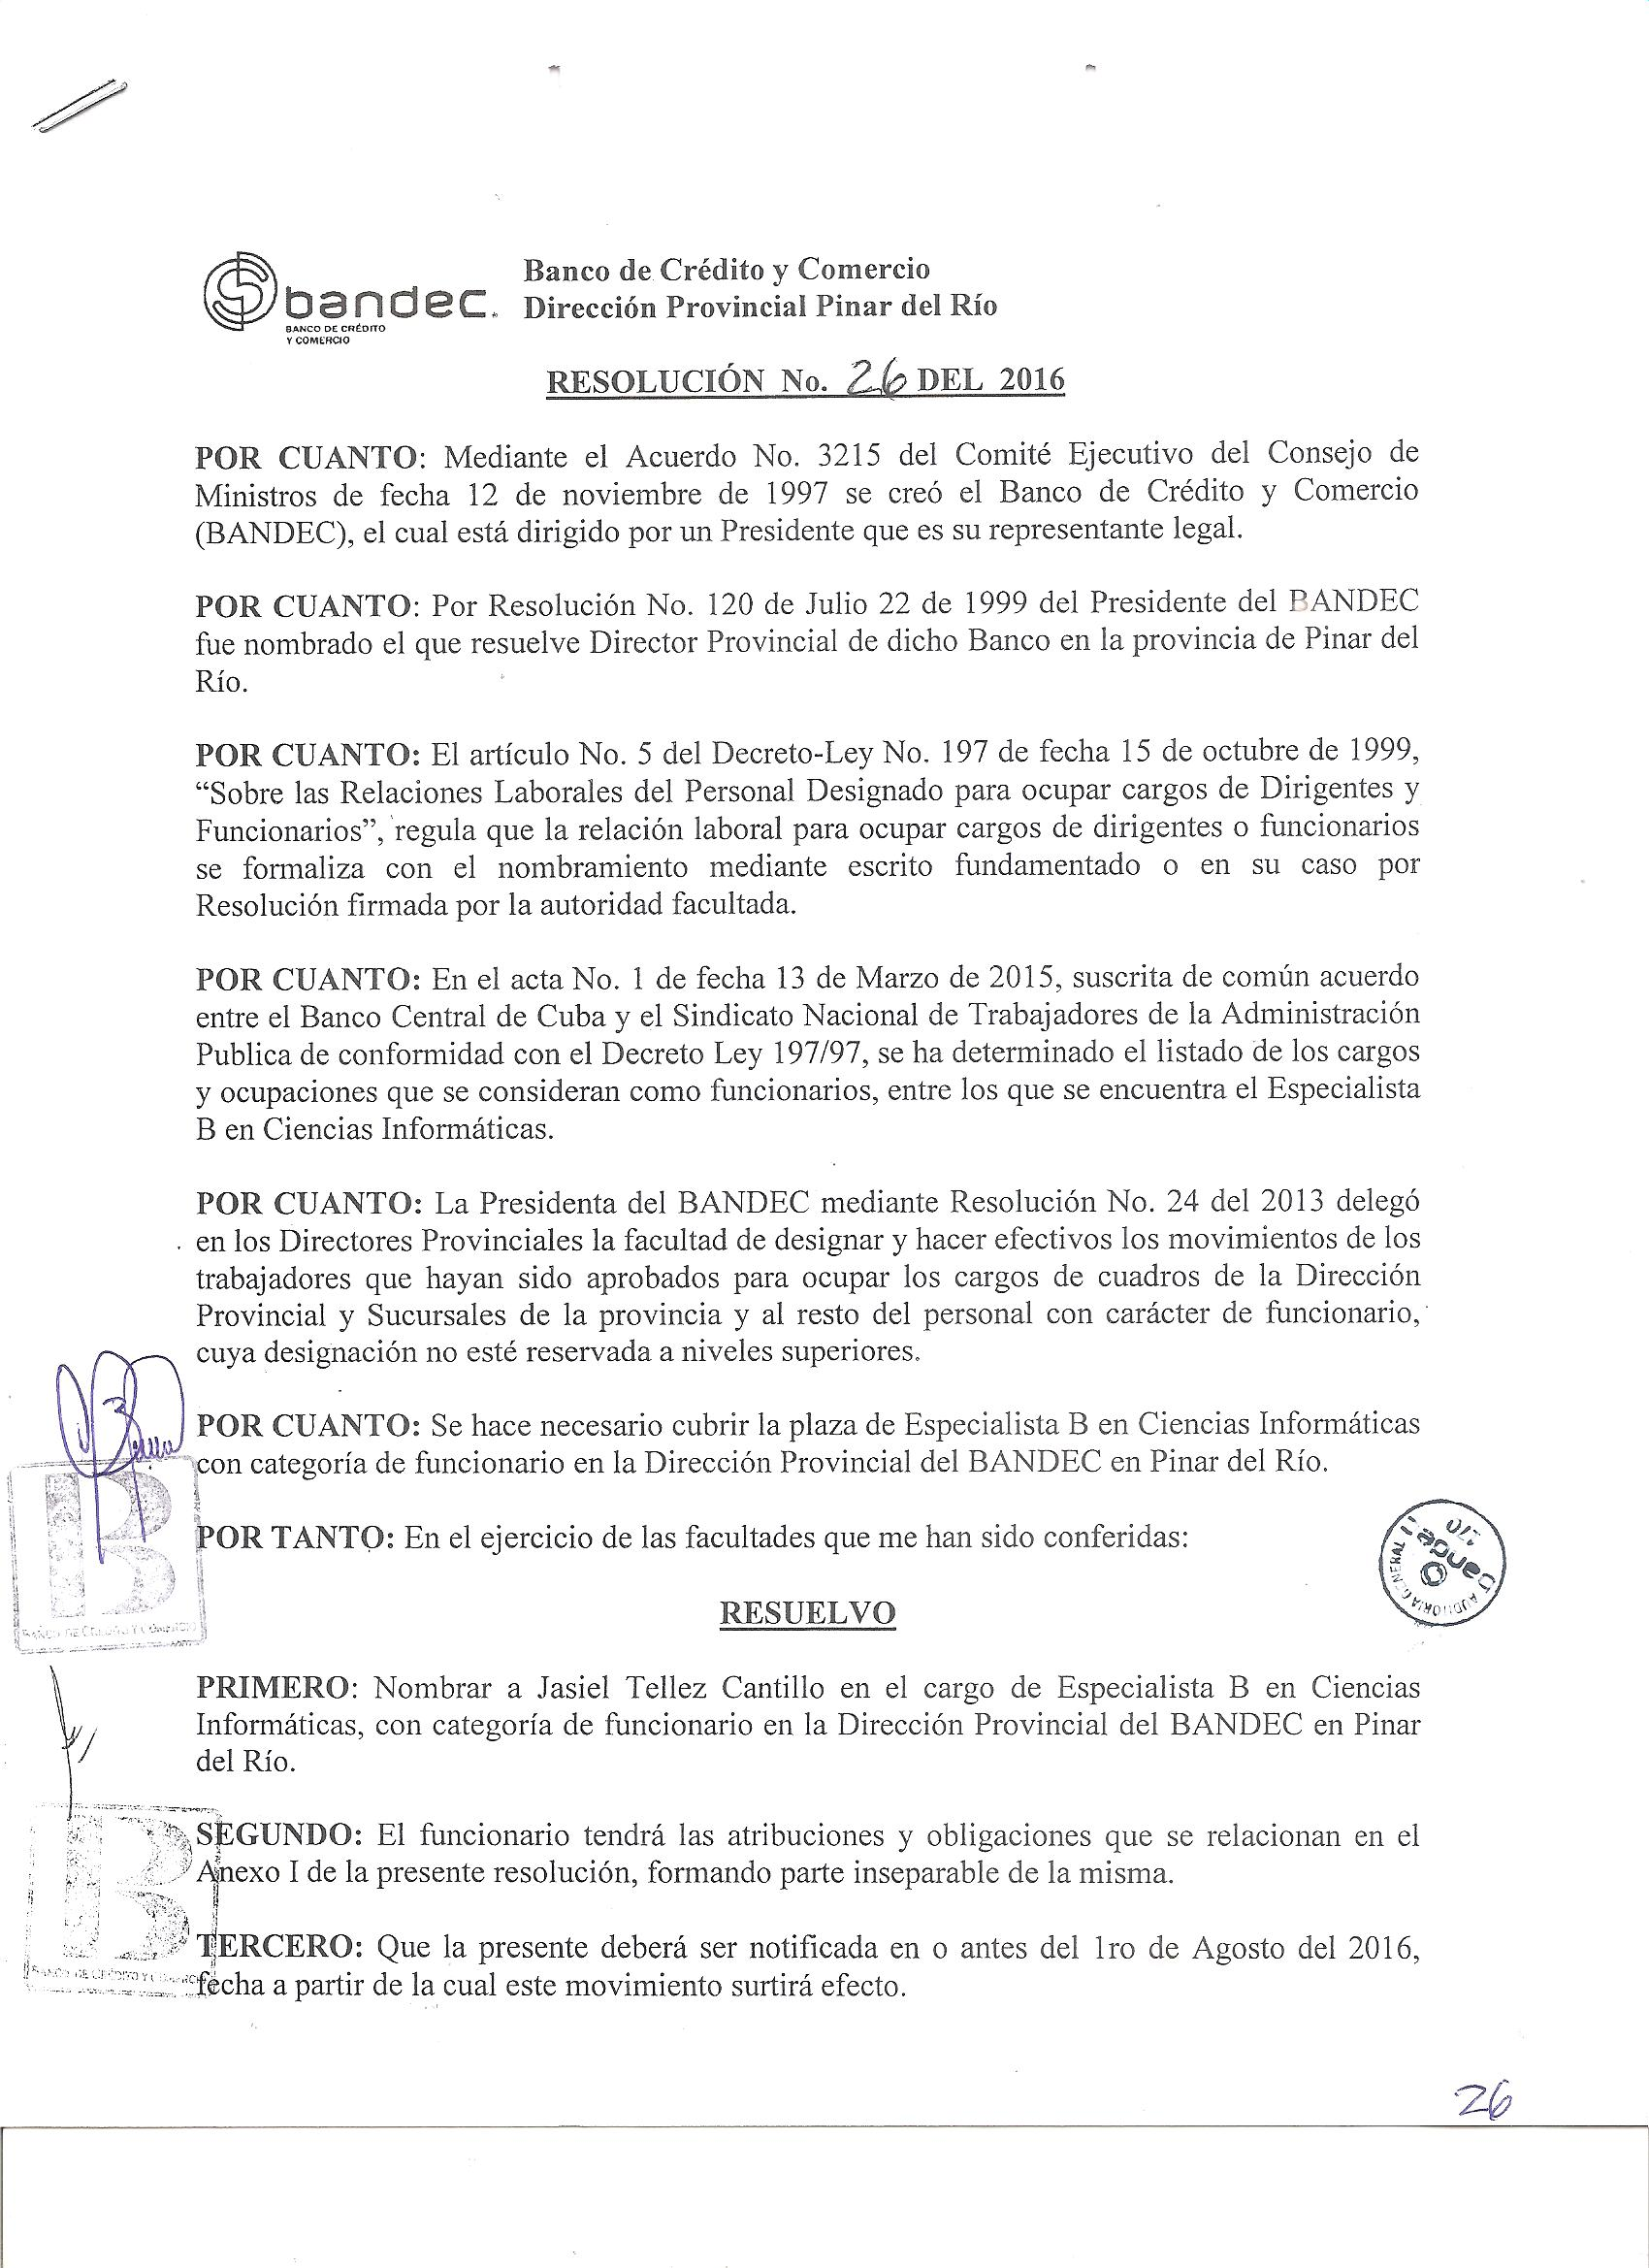 bandec.
BANCO DE CRÉDITO
Y COMERCIO
Banco de Crédito y Comercio
Dirección Provincial Pinar del Río
RESOLUCIÓN No. 26 DEL 2016
POR CUANTO: Mediante el Acuerdo No. 3215 del Comité Ejecutivo del Consejo de
Ministros de fecha 12 de noviembre de 1997 se creó el Banco de Crédito y Comercio
(BANDEC), el cual está dirigido por un Presidente que es su representante legal.
POR CUANTO: Por Resolución No. 120 de Julio 22 de 1999 del Presidente del BANDEC
fue nombrado el que resuelve Director Provincial de dicho Banco en la provincia de Pinar del
Río.
POR CUANTO: El artículo No. 5 del Decreto-Ley No. 197 de fecha 15 de octubre de 1999,
“Sobre las Relaciones Laborales del Personal Designado para ocupar cargos de Dirigentes y
Funcionarios”, regula que la relación laboral para ocupar cargos de dirigentes o funcionarios
se formaliza con el nombramiento mediante escrito fundamentado o en su caso por
Resolución firmada por la autoridad facultada.
POR CUANTO: En el acta No. 1 de fecha 13 de Marzo de 2015, suscrita de común acuerdo
entre el Banco Central de Cuba y el Sindicato Nacional de Trabajadores de la Administración
Publica de conformidad con el Decreto Ley 197/97, se ha determinado el listado de los cargos
y ocupaciones que se consideran como funcionarios, entre los que se encuentra el Especialista
B en Ciencias Informáticas.
POR CUANTO: La Presidenta del BANDEC mediante Resolución No. 24 del 2013 delegó
en los Directores Provinciales la facultad de designar y hacer efectivos los movimientos de los
trabajadores que hayan sido aprobados para ocupar los cargos de cuadros de la Dirección
Provincial y Sucursales de la provincia y al resto del personal con carácter de funcionario,
cuya designación no esté reservada a niveles superiores.
POR CUANTO: Se hace necesario cubrir la plaza de Especialista B en Ciencias Informáticas
con categoría de funcionario en la Dirección Provincial del BANDEC en Pinar del Río.
POR TANTO: En el ejercicio de las facultades que me han sido conferidas:
AUDITORIA GENERAL
bandec
RESUELVO
BANCO DE CREDITO Y COMERCIO
PRIMERO: Nombrar a Jasiel Tellez Cantillo en el cargo de Especialista B en Ciencias
Informáticas, con categoría de funcionario en la Dirección Provincial del BANDEC en Pinar
del Río.
SEGUNDO: El funcionario tendrá las atribuciones y obligaciones que se relacionan en el
Anexo I de la presente resolución, formando parte inseparable de la misma.
TERCERO: Que la presente deberá ser notificada en o antes del 1ro de Agosto del 2016,
BANCO DE CREDITO Y COMERCIO
fecha a partir de la cual este movimiento surtirá efecto.
26